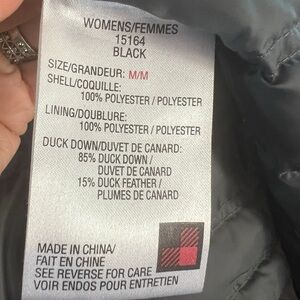 WOMENS/FEMMES
15164
BLACK
SIZE/GRANDEUR: M/M
SHELL/COQUILLE:
100% POLYESTER / POLYESTER
LINING/DOUBLURE:
100% POLYESTER / POLYESTER
DUCK DOWN/DUVET DE CANARD:
85% DUCK DOWN /
DUVET DE CANARD
15% DUCK FEATHER /
PLUMES DE CANARD
MADE IN CHINA/
FAIT EN CHINE
SEE REVERSE FOR CARE
VOIR ENDOS POUR ENTRETIEN